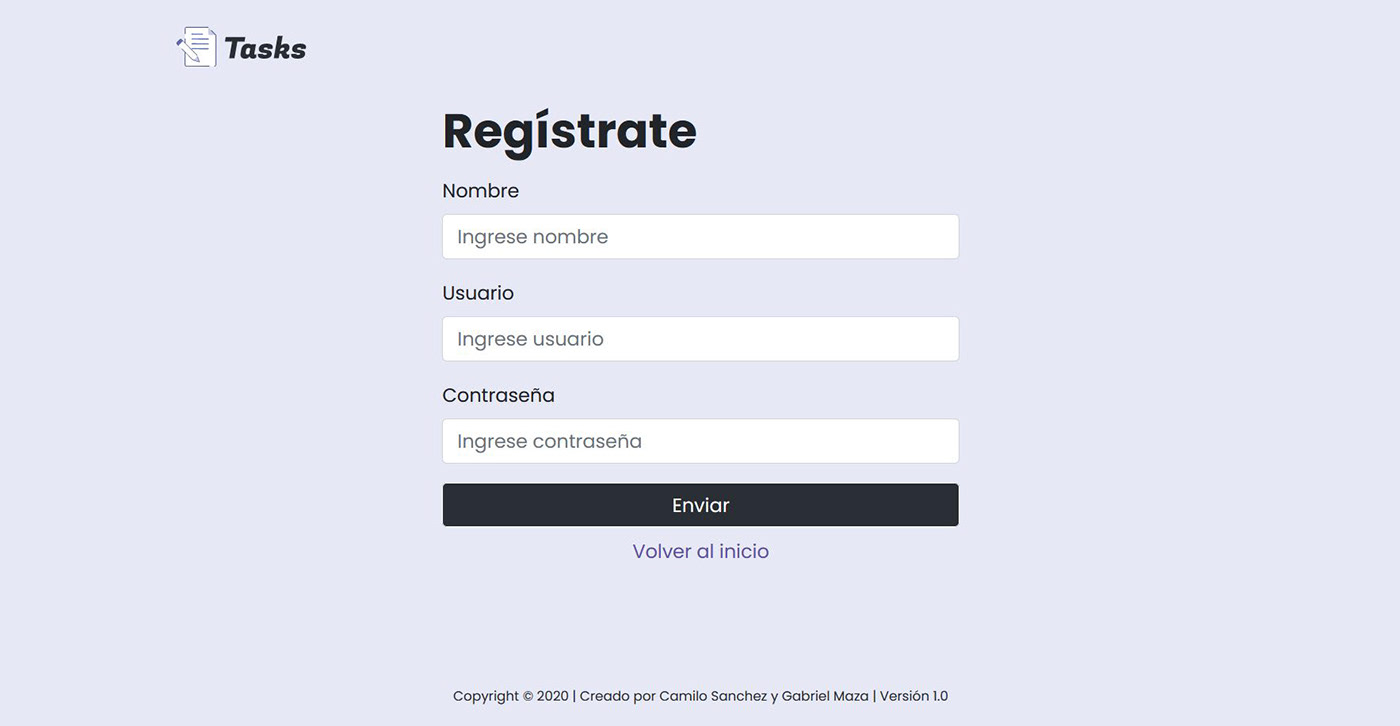 Tasks
Regístrate
Nombre
Ingrese nombre
Usuario
Ingrese usuario
Contraseña
Ingrese contraseña
Enviar
Volver al inicio
Copyright © 2020 | Creado por Camilo Sanchez y Gabriel Maza | Versión 1.0